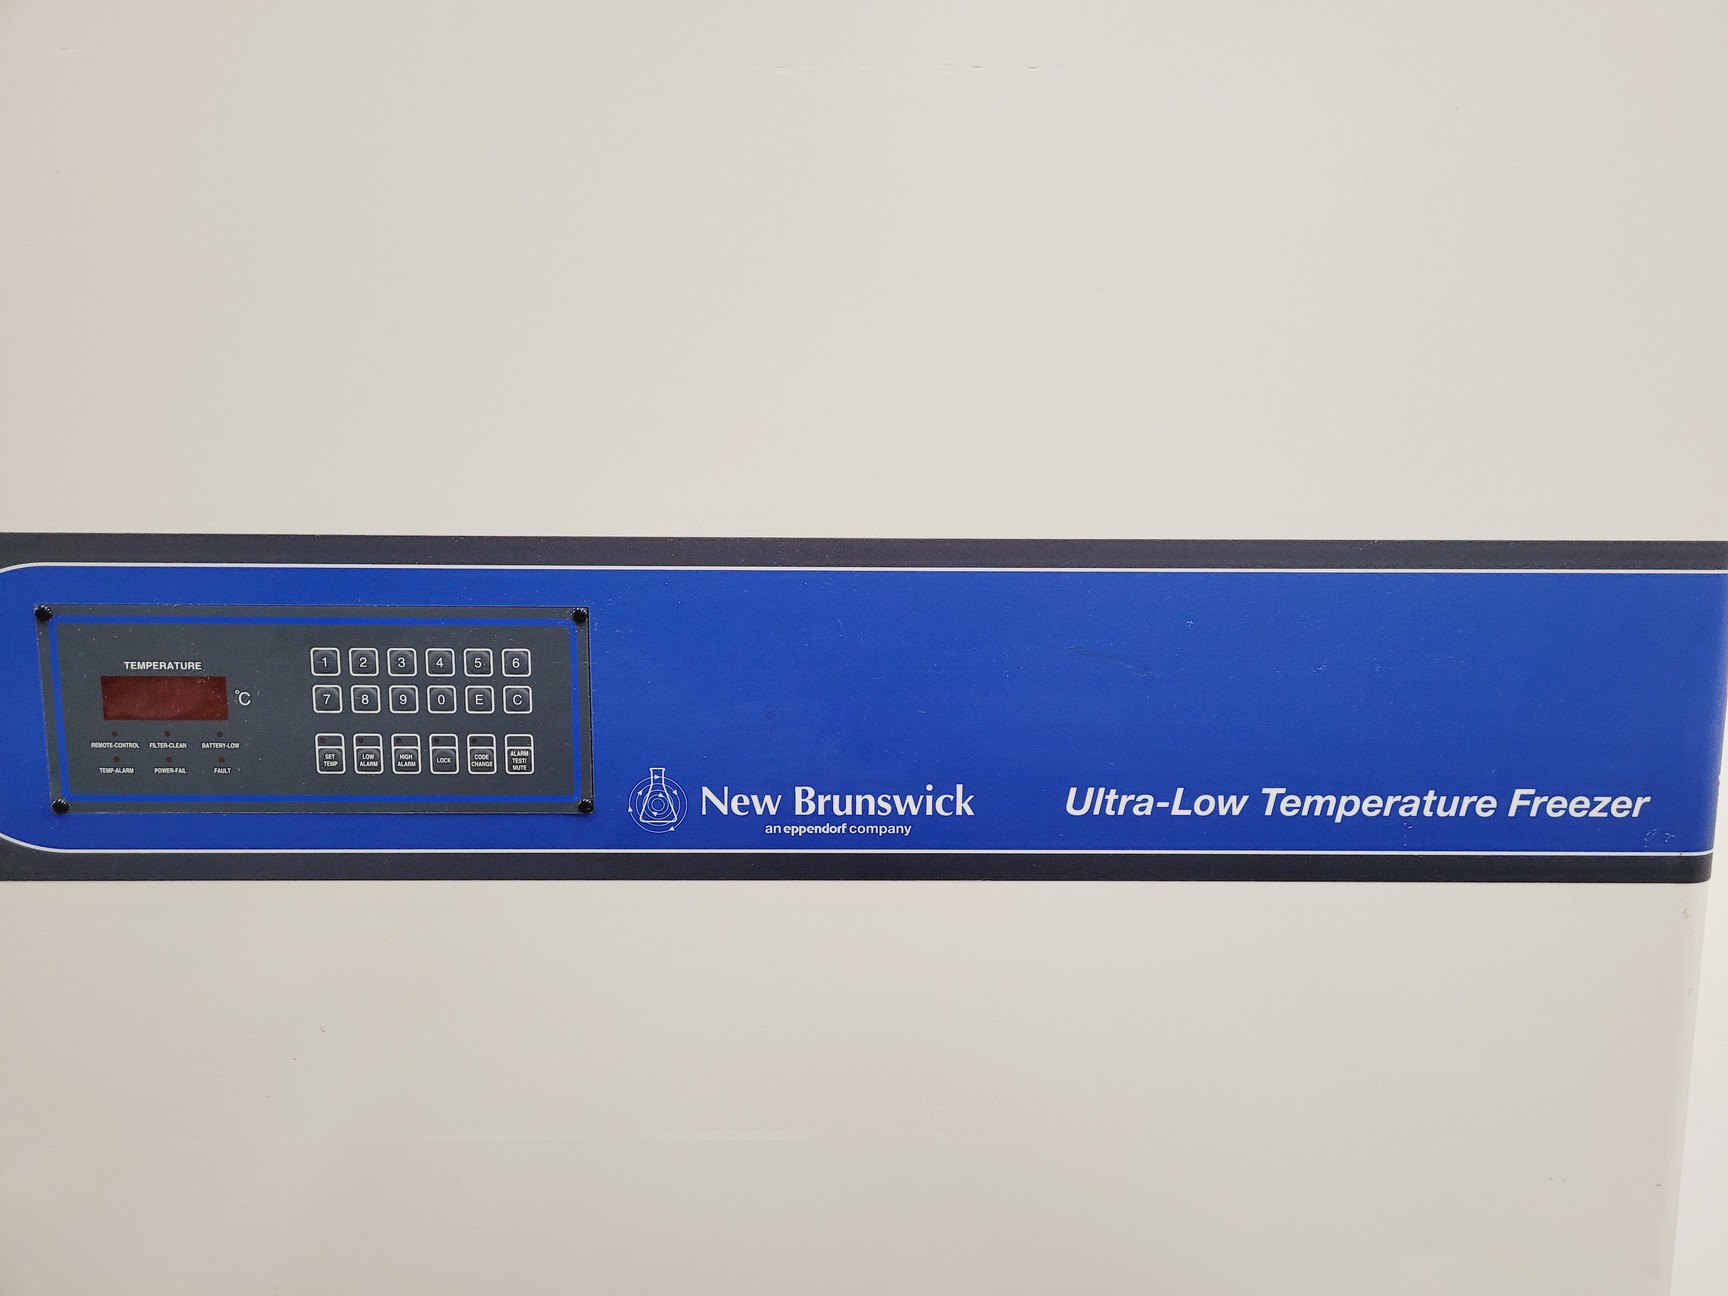 TEMPERATURE
°C
REMOTE-CONTROL FILTER-CLEAN BATTERY-LOW
TEMP-ALARM POWER-FAIL FAULT
1 2 3 4 5 6
7 8 9 0 E C
SET TEMP
LOW ALARM
HIGH ALARM
LOCK
CODE CHANGE
ALARM TEST/ MUTE
New Brunswick
an eppendorf company
Ultra-Low Temperature Freezer